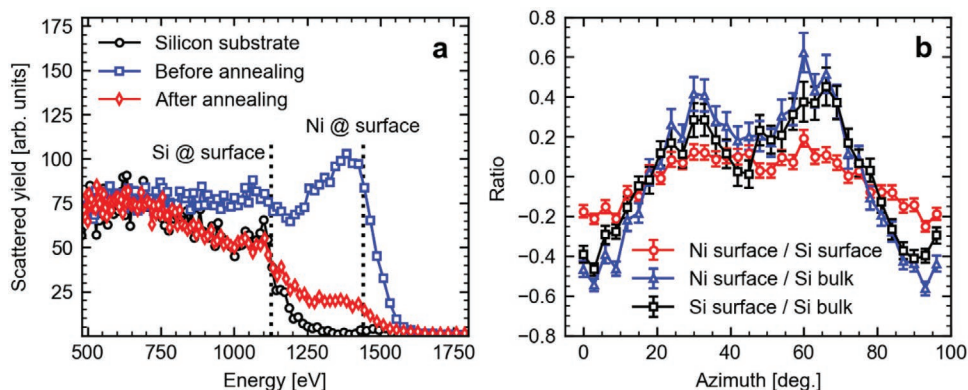 a
Silicon substrate
Before annealing
After annealing
Si @ surface
Ni @ surface
Scattered yield [arb. units]
175
150
125
100
75
50
25
500
750
1000
1250
1500
1750
Energy [eV]
b
Ratio
0.8
0.6
0.4
0.2
0.0
−0.2
−0.4
−0.6
−0.8
Ni surface / Si surface
Ni surface / Si bulk
Si surface / Si bulk
0
20
40
60
80
100
Azimuth [deg.]